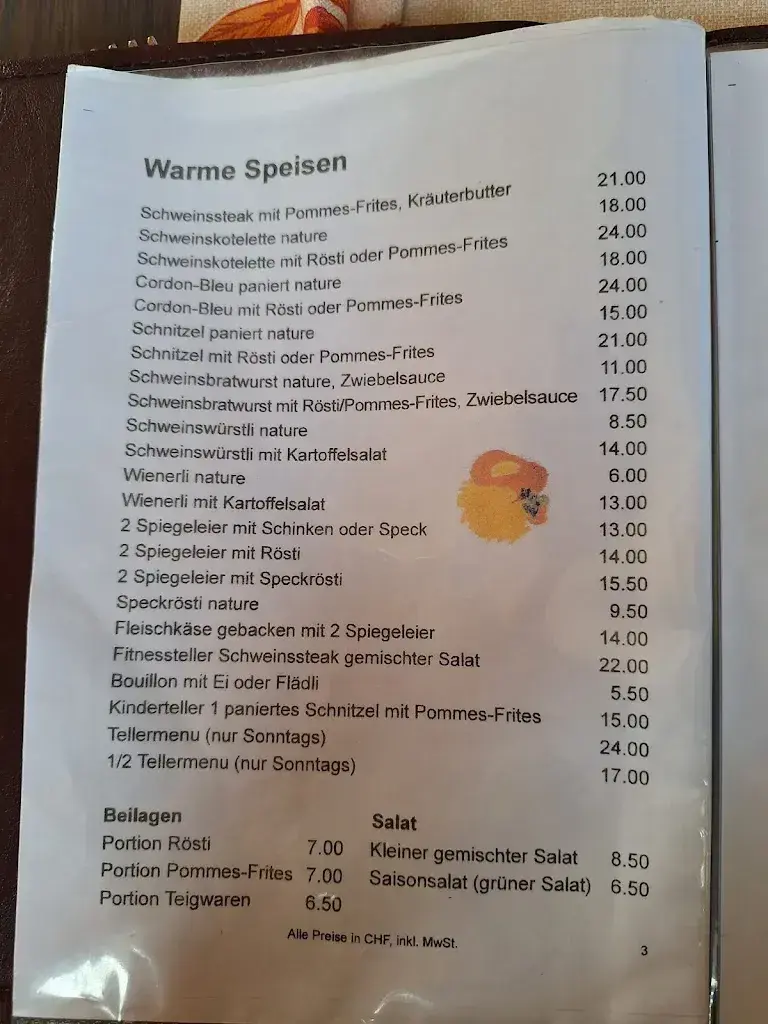 Warme Speisen
Schweinssteak mit Pommes-Frites, Kräuterbutter 21.00
Schweinskotelette nature 18.00
Schweinskotelette mit Rösti oder Pommes-Frites 24.00
Cordon-Bleu paniert nature 18.00
Cordon-Bleu mit Rösti oder Pommes-Frites 24.00
Schnitzel paniert nature 15.00
Schnitzel mit Rösti oder Pommes-Frites 21.00
Schweinsbratwurst nature, Zwiebelsauce 11.00
Schweinsbratwurst mit Rösti/Pommes-Frites, Zwiebelsauce 17.50
Schweinswürstli nature 8.50
Schweinswürstli mit Kartoffelsalat 14.00
Wienerli nature 6.00
Wienerli mit Kartoffelsalat 13.00
2 Spiegeleier mit Schinken oder Speck 13.00
2 Spiegeleier mit Rösti 14.00
2 Spiegeleier mit Speckrösti 15.50
Speckrösti nature 9.50
Fleischkäse gebacken mit 2 Spiegeleier 14.00
Fitnessteller Schweinssteak gemischter Salat 22.00
Bouillon mit Ei oder Flädli 5.50
Kinderteller 1 paniertes Schnitzel mit Pommes-Frites 15.00
Tellermenu (nur Sonntags) 24.00
1/2 Tellermenu (nur Sonntags) 17.00
Beilagen
Portion Rösti 7.00
Portion Pommes-Frites 7.00
Portion Teigwaren 6.50
Salat
Kleiner gemischter Salat 8.50
Saisonsalat (grüner Salat) 6.50
Alle Preise in CHF, inkl. MwSt.
3